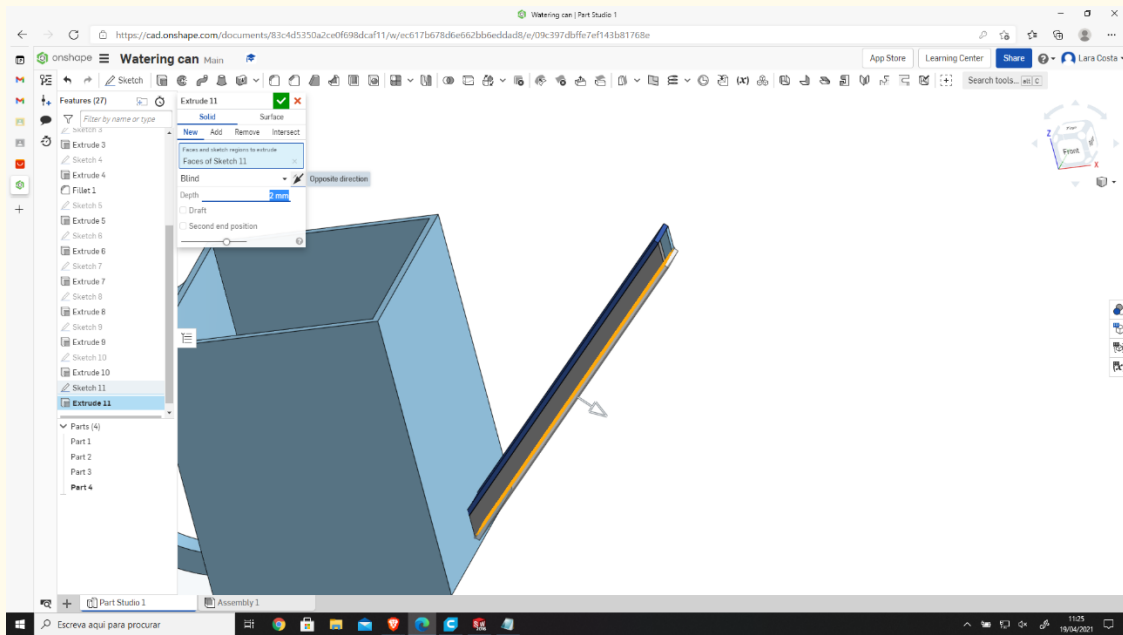 Watering can | Part Studio 1
https://cad.onshape.com/documents/83c4d5350a2ce0f698dcaf11/w/ec617b678d6e662bb6eddad8/e/09c397dbffe7ef143b81768e
onshape Watering can Main
App Store Learning Center Share Lara Costa
Sketch
Search tools... alt C
Features (27)
Filter by name or type
Sketch 3
Extrude 3
Sketch 4
Extrude 4
Fillet 1
Sketch 5
Extrude 5
Sketch 6
Extrude 6
Sketch 7
Extrude 7
Sketch 8
Extrude 8
Sketch 9
Extrude 9
Sketch 10
Extrude 10
Sketch 11
Extrude 11
Parts (4)
Part 1
Part 2
Part 3
Part 4
Extrude 11
Solid Surface
New Add Remove Intersect
Faces and sketch regions to extrude
Faces of Sketch 11
Blind
Opposite direction
Depth 2 mm
Draft
Second end position
Z
Front
X
Part Studio 1 Assembly 1
Escreva aqui para procurar
11:25
19/04/2021